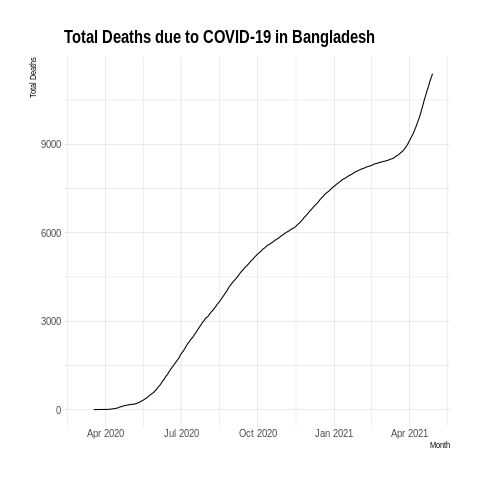 Total Deaths due to COVID-19 in Bangladesh
Total Deaths
9000
6000
3000
0
Apr 2020 Jul 2020 Oct 2020 Jan 2021 Apr 2021
Month